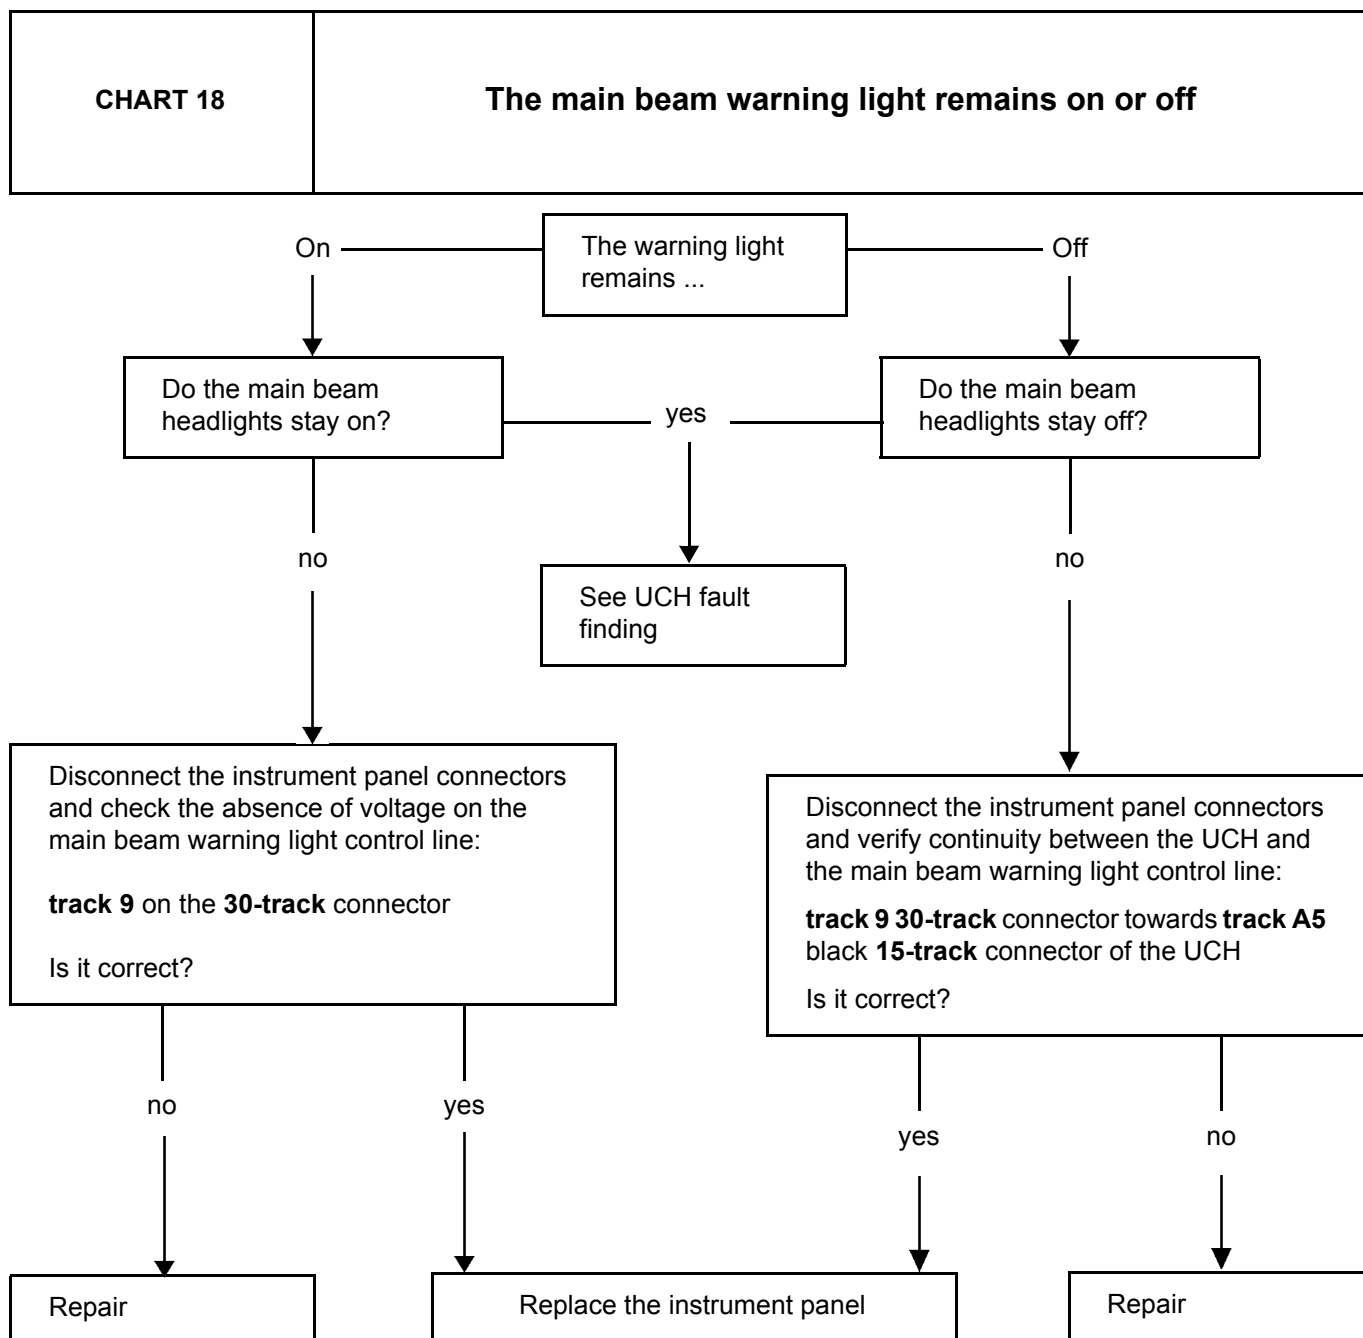 CHART 18
The main beam warning light remains on or off
On
The warning light
remains ...
Off
Do the main beam
headlights stay on?
yes
Do the main beam
headlights stay off?
no
See UCH fault
finding
no
Disconnect the instrument panel connectors
and check the absence of voltage on the
main beam warning light control line:
track 9 on the 30-track connector
Is it correct?
Disconnect the instrument panel connectors
and verify continuity between the UCH and
the main beam warning light control line:
track 9 30-track connector towards track A5
black 15-track connector of the UCH
Is it correct?
no
yes
yes
no
Repair
Replace the instrument panel
Repair